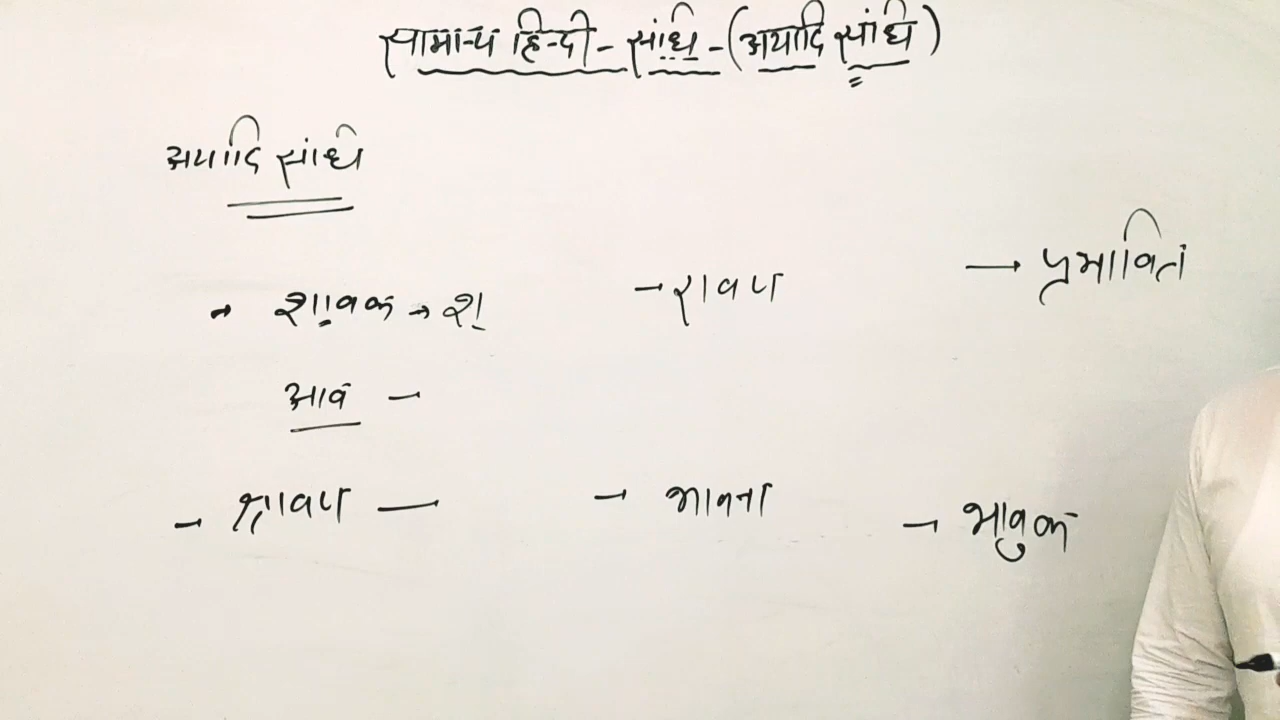 सामान्य हिन्दी - संधि - (अयादि संधि)
अयादि संधि
→ शावक → श
- रावण
→ प्रभावित
आव -
- श्रावण -
- भावना
- भावुक